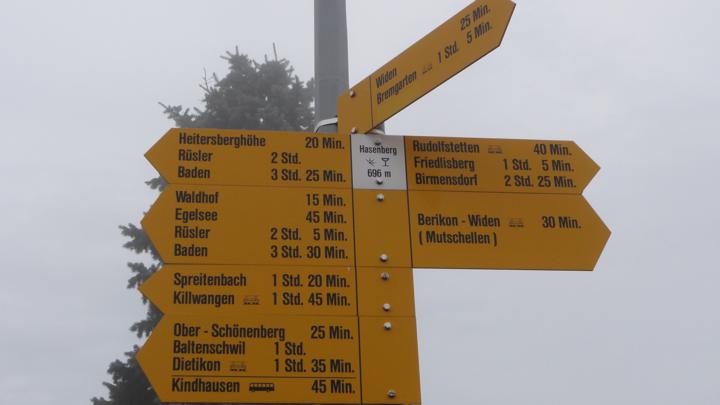 Widen 25 Min.
Bremgarten 1 Std. 5 Min.
Hasenberg
696 m
Heitersberghöhe 20 Min.
Rüsler 2 Std.
Baden 3 Std. 25 Min.
Waldhof 15 Min.
Egelsee 45 Min.
Rüsler 2 Std. 5 Min.
Baden 3 Std. 30 Min.
Spreitenbach 1 Std. 20 Min.
Killwangen 1 Std. 45 Min.
Ober - Schönenberg 25 Min.
Baltenschwil 1 Std.
Dietikon 1 Std. 35 Min.
Kindhausen 45 Min.
Rudolfstetten 40 Min.
Friedlisberg 1 Std. 5 Min.
Birmensdorf 2 Std. 25 Min.
Berikon - Widen 30 Min.
( Mutschellen )